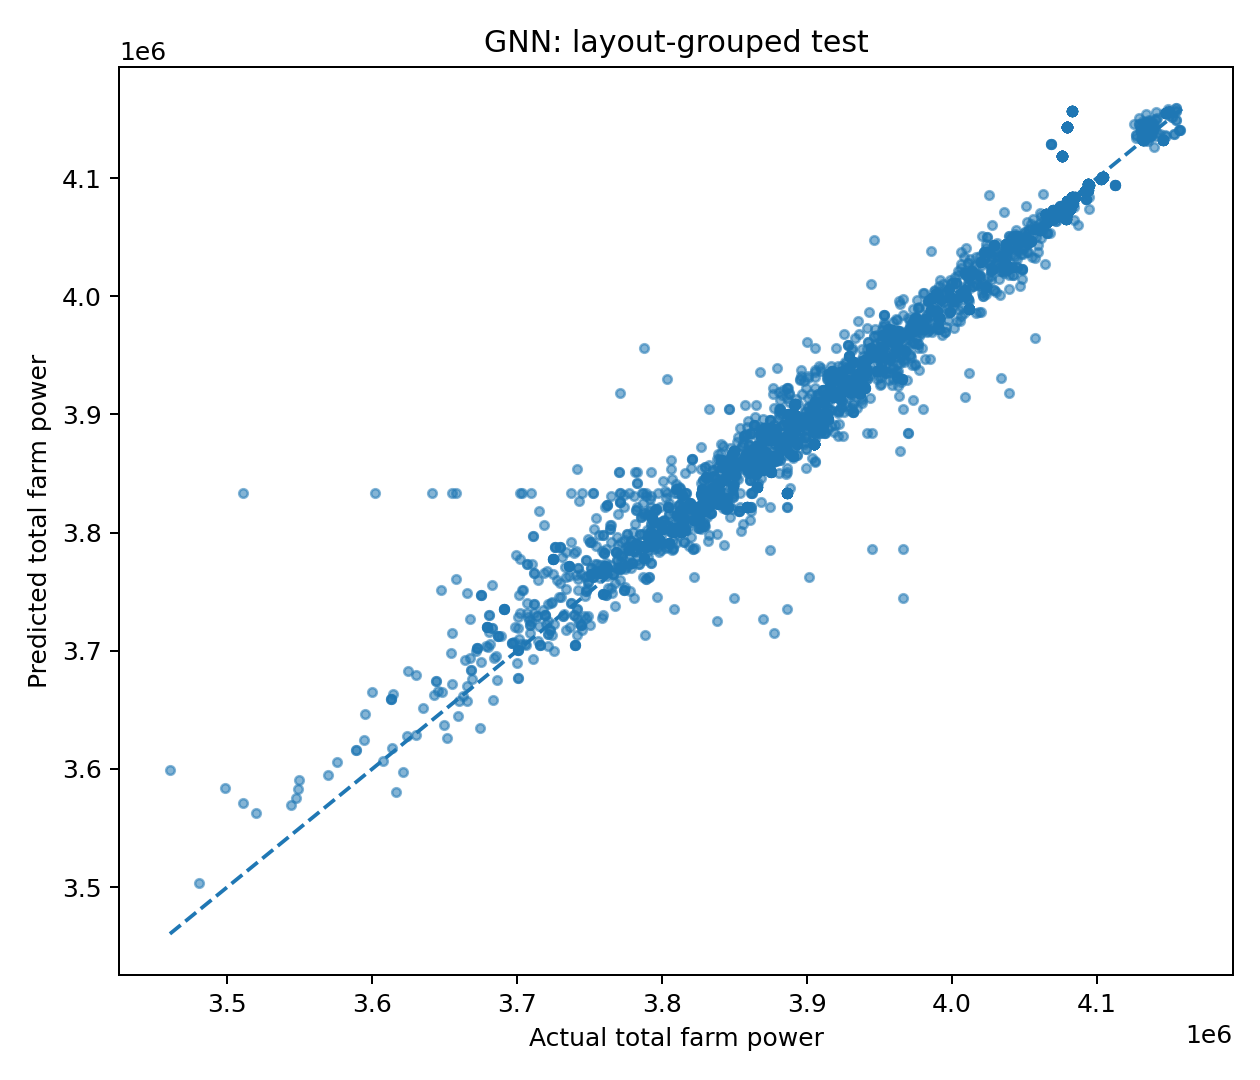 GNN: layout-grouped test
1e6
4.1
4.0
3.9
3.8
3.7
3.6
3.5
Predicted total farm power
3.5 3.6 3.7 3.8 3.9 4.0 4.1
Actual total farm power
1e6